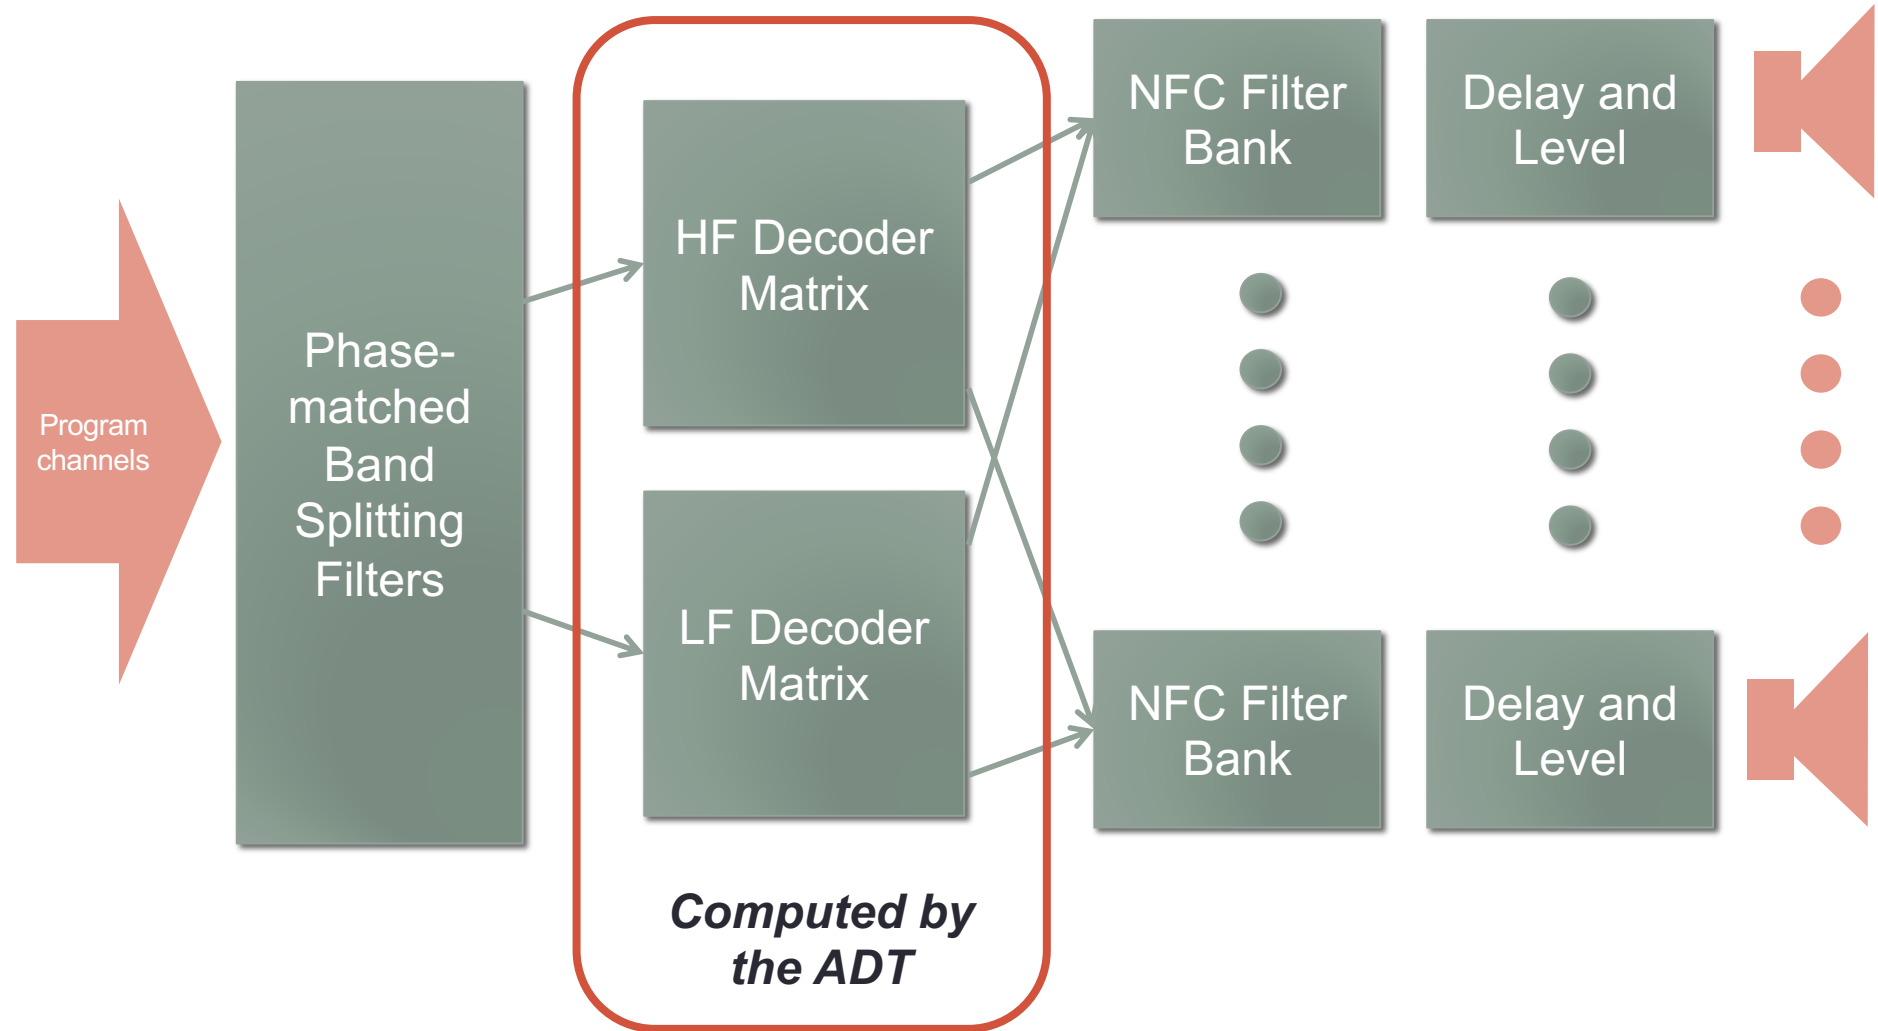 Program
channels
Phase-
matched
Band
Splitting
Filters
HF Decoder
Matrix
LF Decoder
Matrix
Computed by
the ADT
NFC Filter
Bank
Delay and
Level
NFC Filter
Bank
Delay and
Level